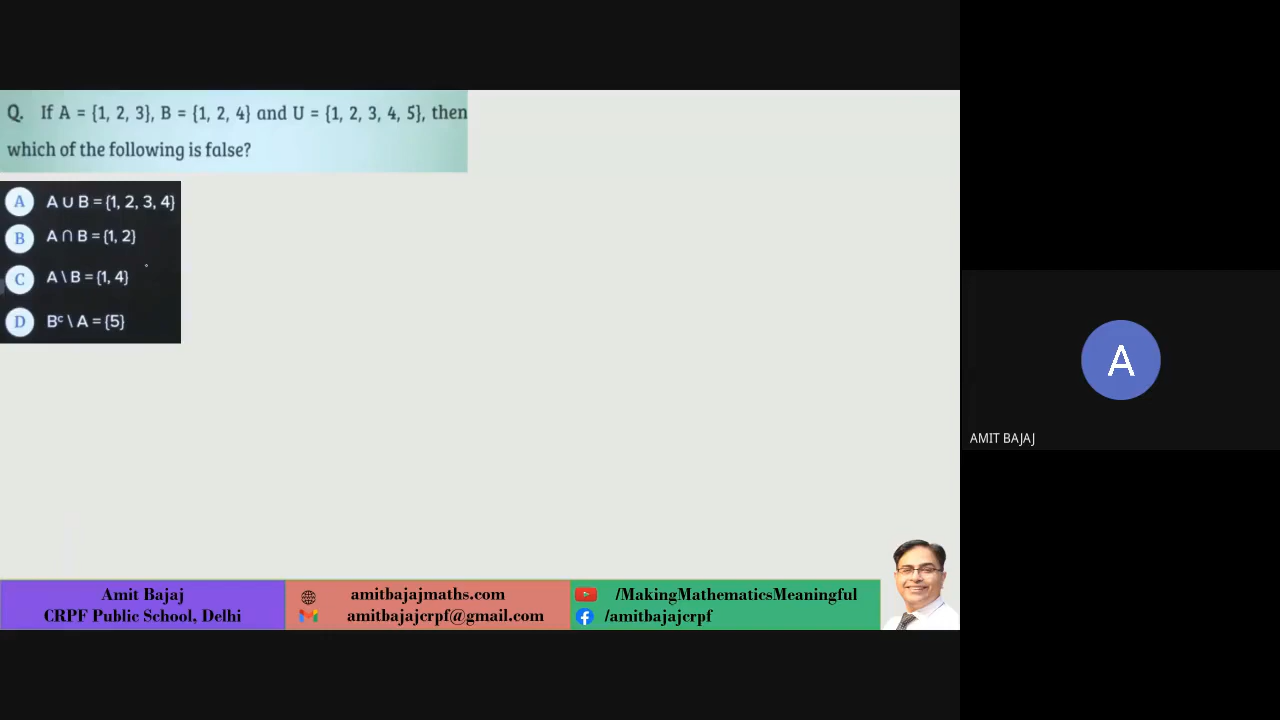 Q. If A = {1, 2, 3}, B = {1, 2, 4} and U = {1, 2, 3, 4, 5}, then
which of the following is false?
A A ∪ B = {1, 2, 3, 4}
B A ∩ B = {1, 2}
C A \ B = {1, 4}
D Bᶜ \ A = {5}
A
AMIT BAJAJ
Amit Bajaj
CRPF Public School, Delhi
amitbajajmaths.com
amitbajajcrpf@gmail.com
/MakingMathematicsMeaningful
/amitbajajcrpf